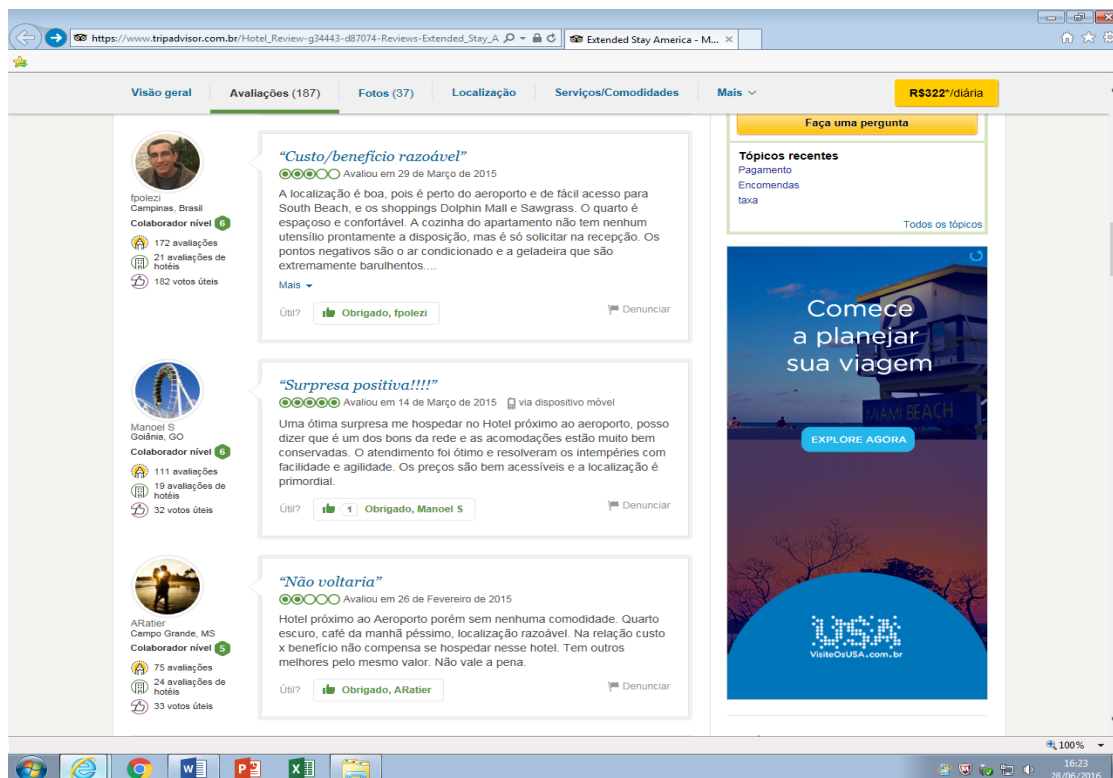 https://www.tripadvisor.com.br/Hotel_Review-g34443-d87074-Reviews-Extended_Stay_A
Extended Stay America - M...
Visão geral
Avaliações (187)
Fotos (37)
Localização
Serviços/Comodidades
Mais
R$322*/diária
fpolezi
Campinas, Brasil
Colaborador nível 6
172 avaliações
21 avaliações de
hotéis
182 votos úteis
“Custo/benefício razoável”
Avaliou em 29 de Março de 2015
A localização é boa, pois é perto do aeroporto e de fácil acesso para
South Beach, e os shoppings Dolphin Mall e Sawgrass. O quarto é
espaçoso e confortável. A cozinha do apartamento não tem nenhum
utensílio prontamente a disposição, mas é só solicitar na recepção. Os
pontos negativos são o ar condicionado e a geladeira que são
extremamente barulhentos....
Mais
Útil?
Obrigado, fpolezi
Denunciar
Manoel S
Goiânia, GO
Colaborador nível 6
111 avaliações
19 avaliações de
hotéis
32 votos úteis
“Surpresa positiva!!!!”
Avaliou em 14 de Março de 2015 via dispositivo móvel
Uma ótima surpresa me hospedar no Hotel próximo ao aeroporto, posso
dizer que é um dos bons da rede e as acomodações estão muito bem
conservadas. O atendimento foi ótimo e resolveram os intempéries com
facilidade e agilidade. Os preços são bem acessíveis e a localização é
primordial.
Útil?
1 Obrigado, Manoel S
Denunciar
ARatier
Campo Grande, MS
Colaborador nível 5
75 avaliações
24 avaliações de
hotéis
33 votos úteis
“Não voltaria”
Avaliou em 26 de Fevereiro de 2015
Hotel próximo ao Aeroporto porém sem nenhuma comodidade. Quarto
escuro, café da manhã péssimo, localização razoável. Na relação custo
x benefício não compensa se hospedar nesse hotel. Tem outros
melhores pelo mesmo valor. Não vale a pena.
Útil?
Obrigado, ARatier
Denunciar
Faça uma pergunta
Tópicos recentes
Pagamento
Encomendas
taxa
Todos os tópicos
Comece
a planejar
sua viagem
MIAMI BEACH
EXPLORE AGORA
USA
VisiteOsUSA.com.br
100%
16:23
28/06/2016